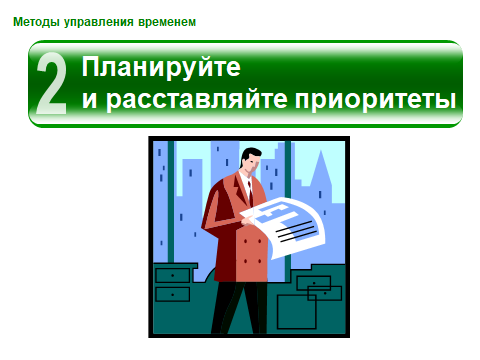 Методы управления временем
2
Планируйте
и расставляйте приоритеты